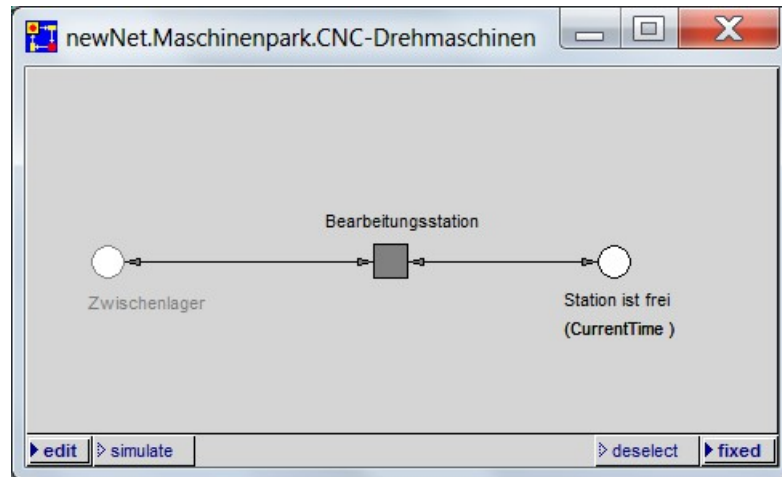 newNet.Maschinenpark.CNC-Drehmaschinen
Bearbeitungsstation
Zwischenlager
Station ist frei
(CurrentTime )
edit simulate deselect fixed